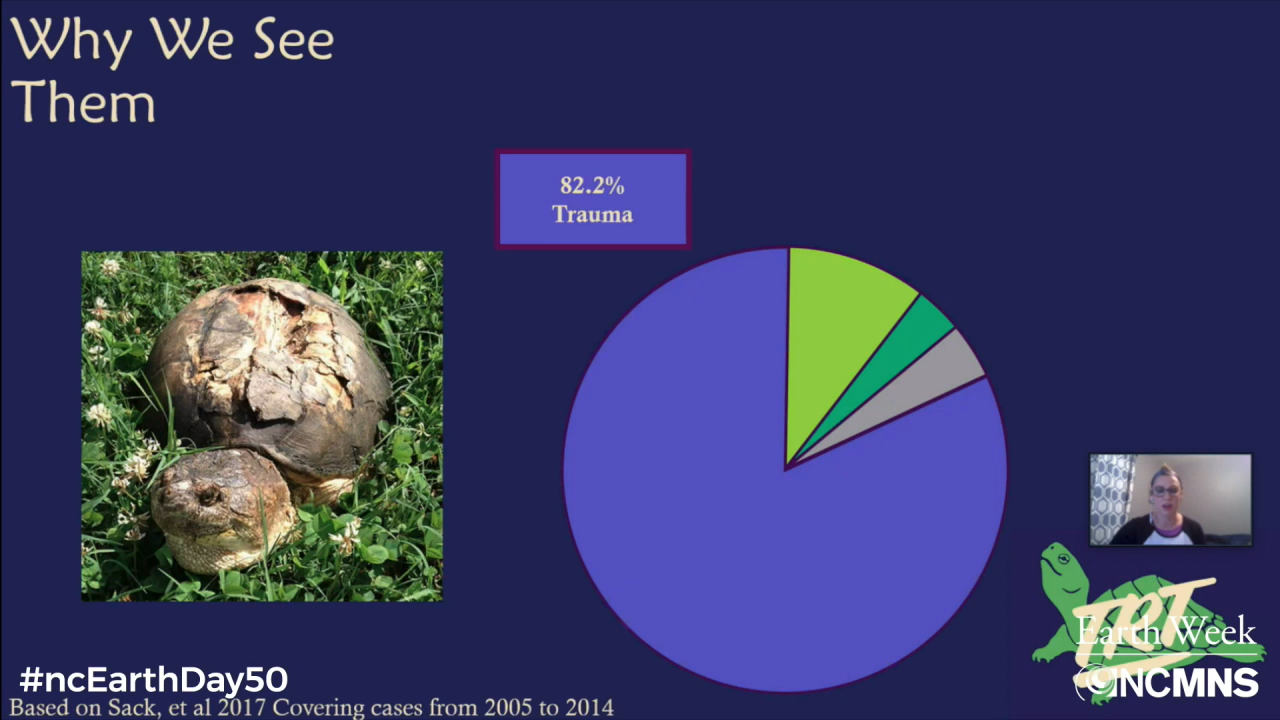 Why We See
Them
82.2%
Trauma
TRT
Earth Week
NCMNS
#ncEarthDay50
Based on Sack, et al 2017 Covering cases from 2005 to 2014